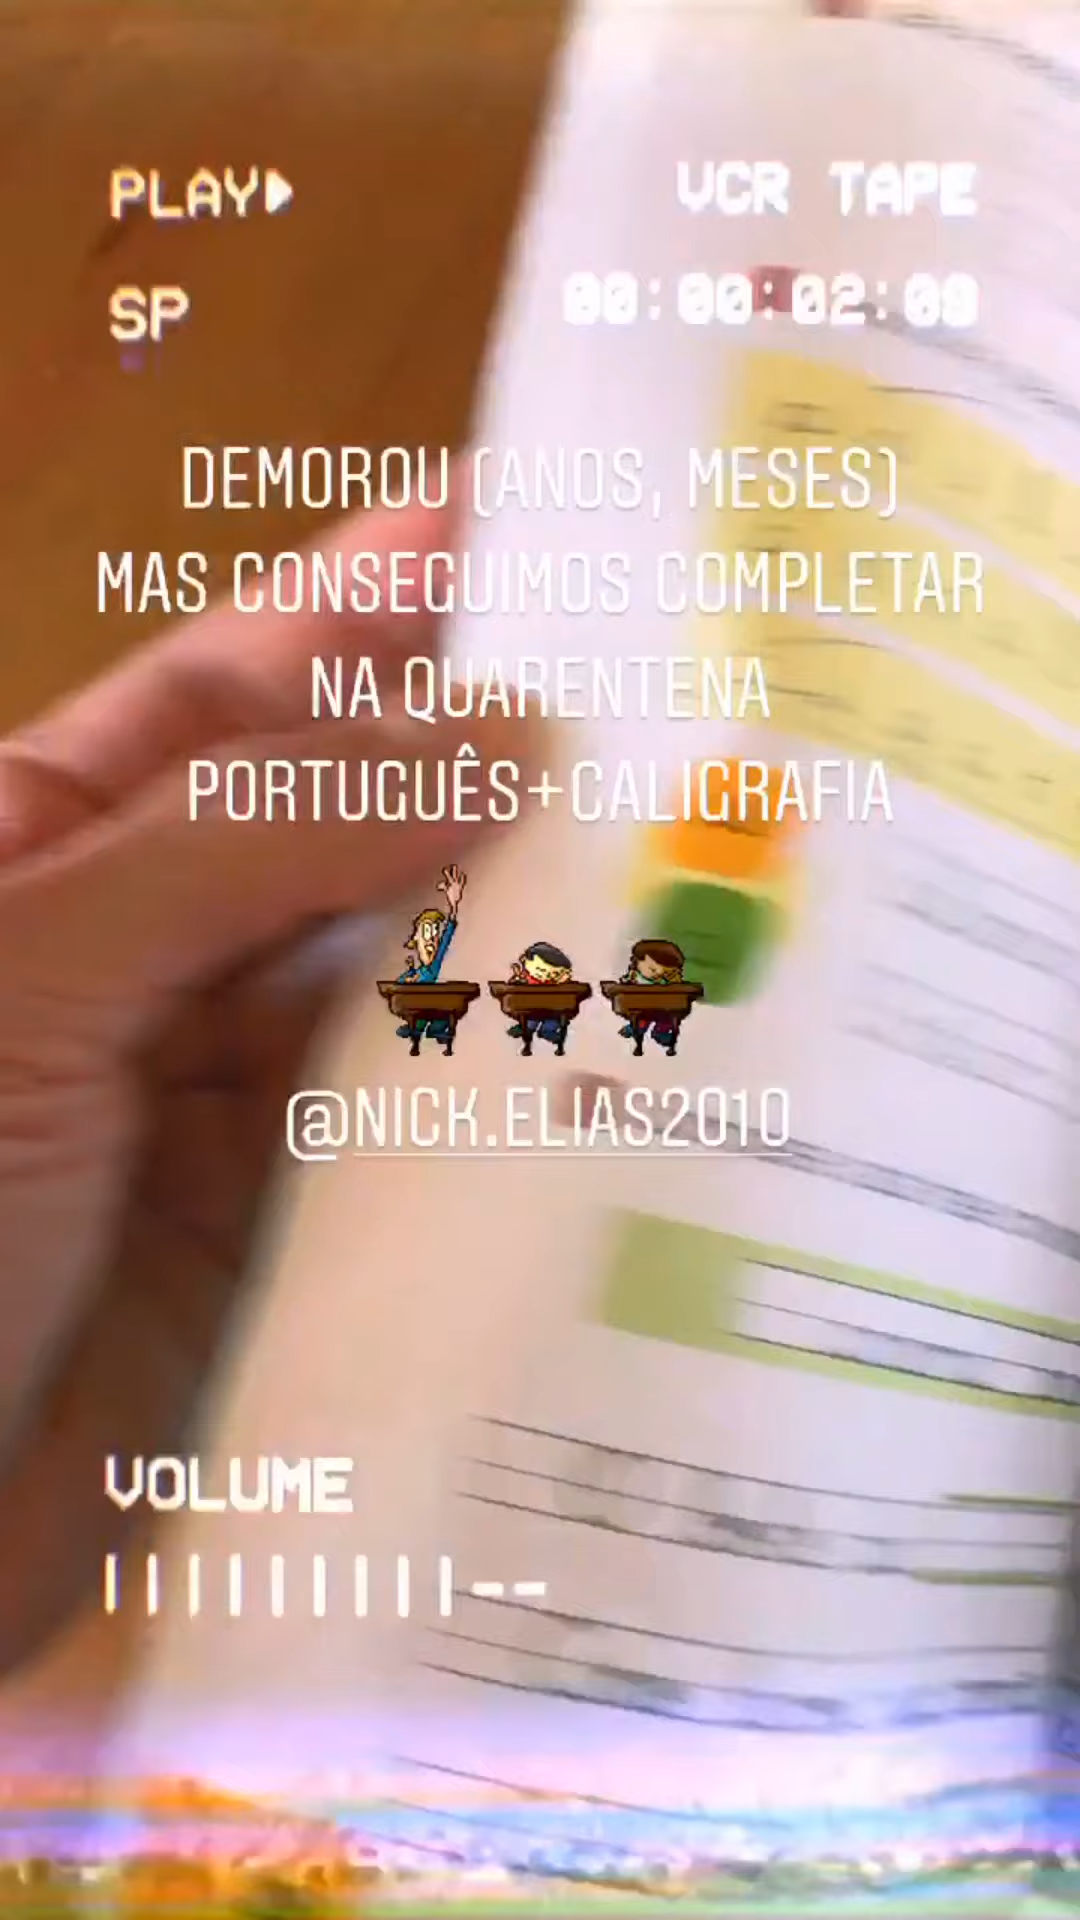 PLAY▶
VCR TAPE
SP
00:00:02:09
DEMOROU (ANOS, MESES)
MAS CONSEGUIMOS COMPLETAR
NA QUARENTENA
PORTUGUÊS+CALIGRAFIA
@NICK.ELIAS2010
VOLUME